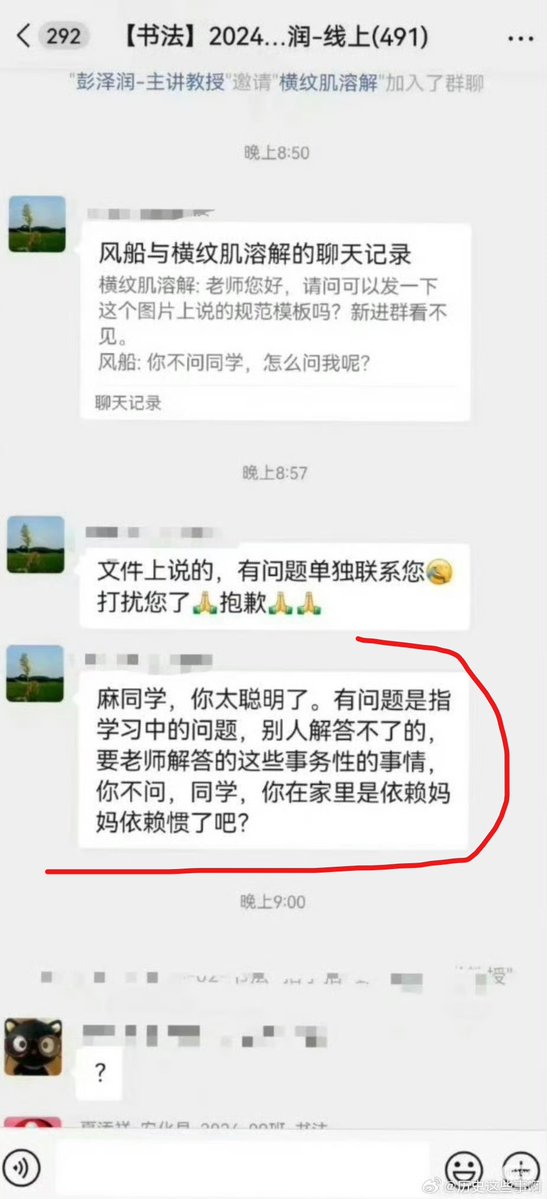 292
【书法】2024...润-线上(491)
"彭泽润-主讲教授"邀请"横纹肌溶解"加入了群聊
晚上8:50
风船与横纹肌溶解的聊天记录
横纹肌溶解: 老师您好，请问可以发一下
这个图片上说的规范模板吗？新进群看不
见。
风船: 你不问同学，怎么问我呢？
聊天记录
晚上8:57
文件上说的，有问题单独联系您
打扰您了🙏抱歉🙏🙏
麻同学，你太聪明了。有问题是指
学习中的问题，别人解答不了的，
要老师解答的这些事务性的事情，
你不问，同学，你在家里是依赖妈
妈依赖惯了吧？
晚上9:00
？
@历史这些事啊